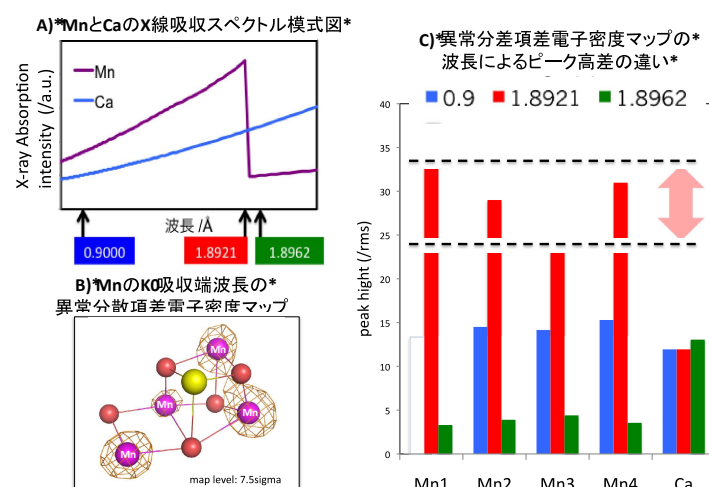 A)*MnとCaのX線吸収スペクトル模式図*
X-ray Absorption
intensity (/a.u.)
Mn
Ca
波長 /Å
0.9000
1.8921
1.8962
B)*MnのK0吸収端波長の*
異常分散項差電子密度マップ
Mn
Mn
Mn
Mn
map level: 7.5sigma
C)*異常分差項差電子密度マップの*
波長によるピーク高差の違い*
0.9
1.8921
1.8962
peak hight (/rms)
40
35
30
25
20
15
10
5
0
Mn1
Mn2
Mn3
Mn4
Ca